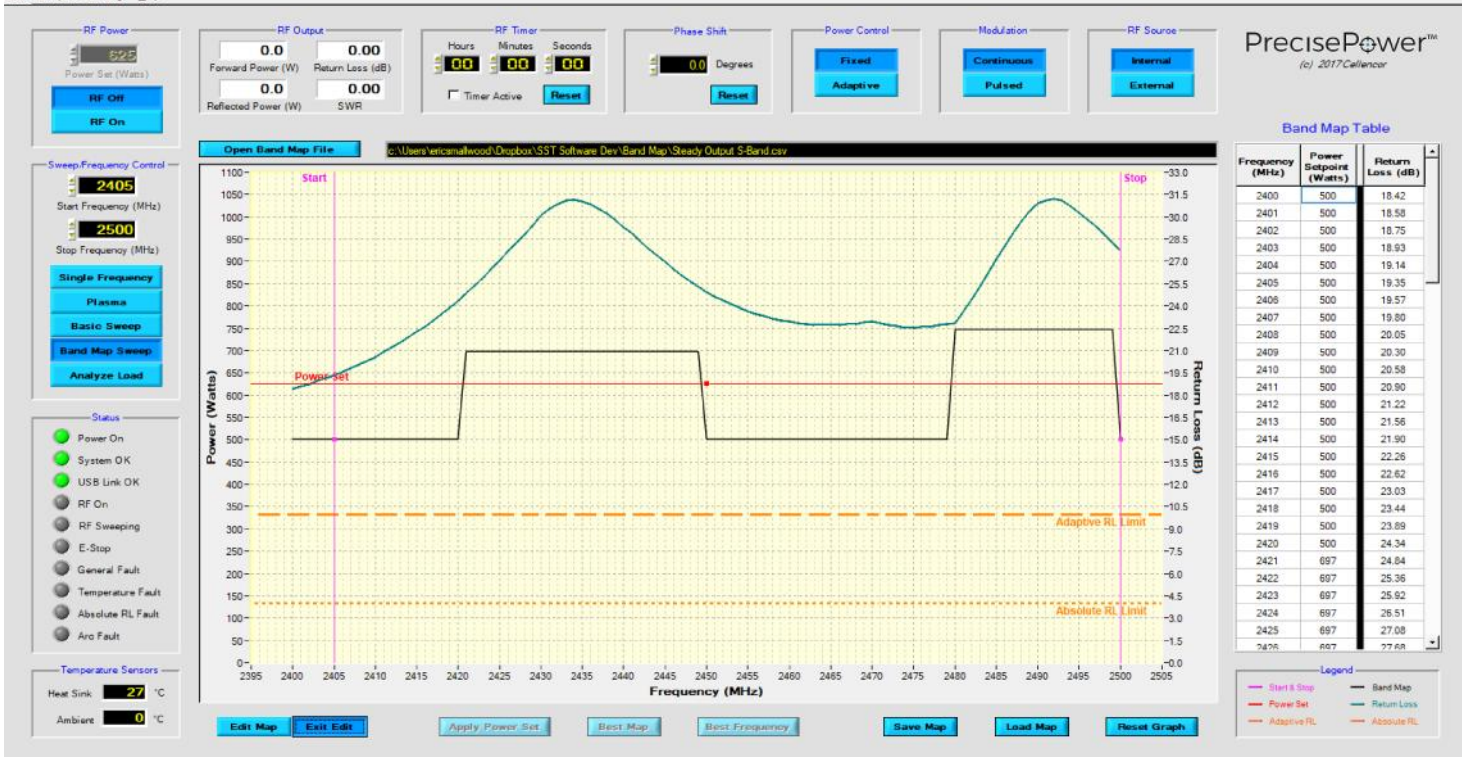 RF Power
625
Power Set (Watts)
RF Off
RF On
RF Output
0.0 0.00
Forward Power (W) Return Loss (dB)
0.0 0.00
Reflected Power (W) SWR
RF Timer
Hours Minutes Seconds
00 00 00
Timer Active Reset
Phase Shift
0.0 Degrees
Reset
Power Control
Fixed
Adaptive
Modulation
Continuous
Pulsed
RF Source
Internal
External
PrecisePower™
(c) 2017 Cellencor
Sweep/Frequency Control
2405
Start Frequency (MHz)
2500
Stop Frequency (MHz)
Single Frequency
Plasma
Basic Sweep
Band Map Sweep
Analyze Load
Status
Power On
System OK
USB Link OK
RF On
RF Sweeping
E-Stop
General Fault
Temperature Fault
Absolute RL Fault
Arc Fault
Temperature Sensors
Heat Sink 27 °C
Ambient 0 °C
Open Band Map File c:\Users\ericsmallwood\Dropbox\SST Software Dev\Band Map\Steady Output S-Band.csv
Start Stop
Power Set
Adaptive RL Limit
Absolute RL Limit
Power (Watts)
1100
1050
1000
950
900
850
800
750
700
650
600
550
500
450
400
350
300
250
200
150
100
50
0
Return Loss (dB)
33.0
31.5
30.0
28.5
27.0
25.5
24.0
22.5
21.0
19.5
18.0
16.5
15.0
13.5
12.0
10.5
9.0
7.5
6.0
4.5
3.0
1.5
0.0
2395 2400 2405 2410 2415 2420 2425 2430 2435 2440 2445 2450 2455 2460 2465 2470 2475 2480 2485 2490 2495 2500 2505
Frequency (MHz)
Edit Map Exit Edit Apply Power Set Best Map Best Frequency Save Map Load Map Reset Graph
Band Map Table
Frequency (MHz) Power Setpoint (Watts) Return Loss (dB)
2400 500 18.42
2401 500 18.58
2402 500 18.75
2403 500 18.93
2404 500 19.14
2405 500 19.35
2406 500 19.57
2407 500 19.80
2408 500 20.05
2409 500 20.30
2410 500 20.58
2411 500 20.90
2412 500 21.22
2413 500 21.56
2414 500 21.90
2415 500 22.26
2416 500 22.62
2417 500 23.03
2418 500 23.44
2419 500 23.89
2420 500 24.34
2421 697 24.84
2422 697 25.36
2423 697 25.92
2424 697 26.51
2425 697 27.08
2426 697 27.68
Legend
Start & Stop Band Map
Power Set Return Loss
Adaptive RL Absolute RL